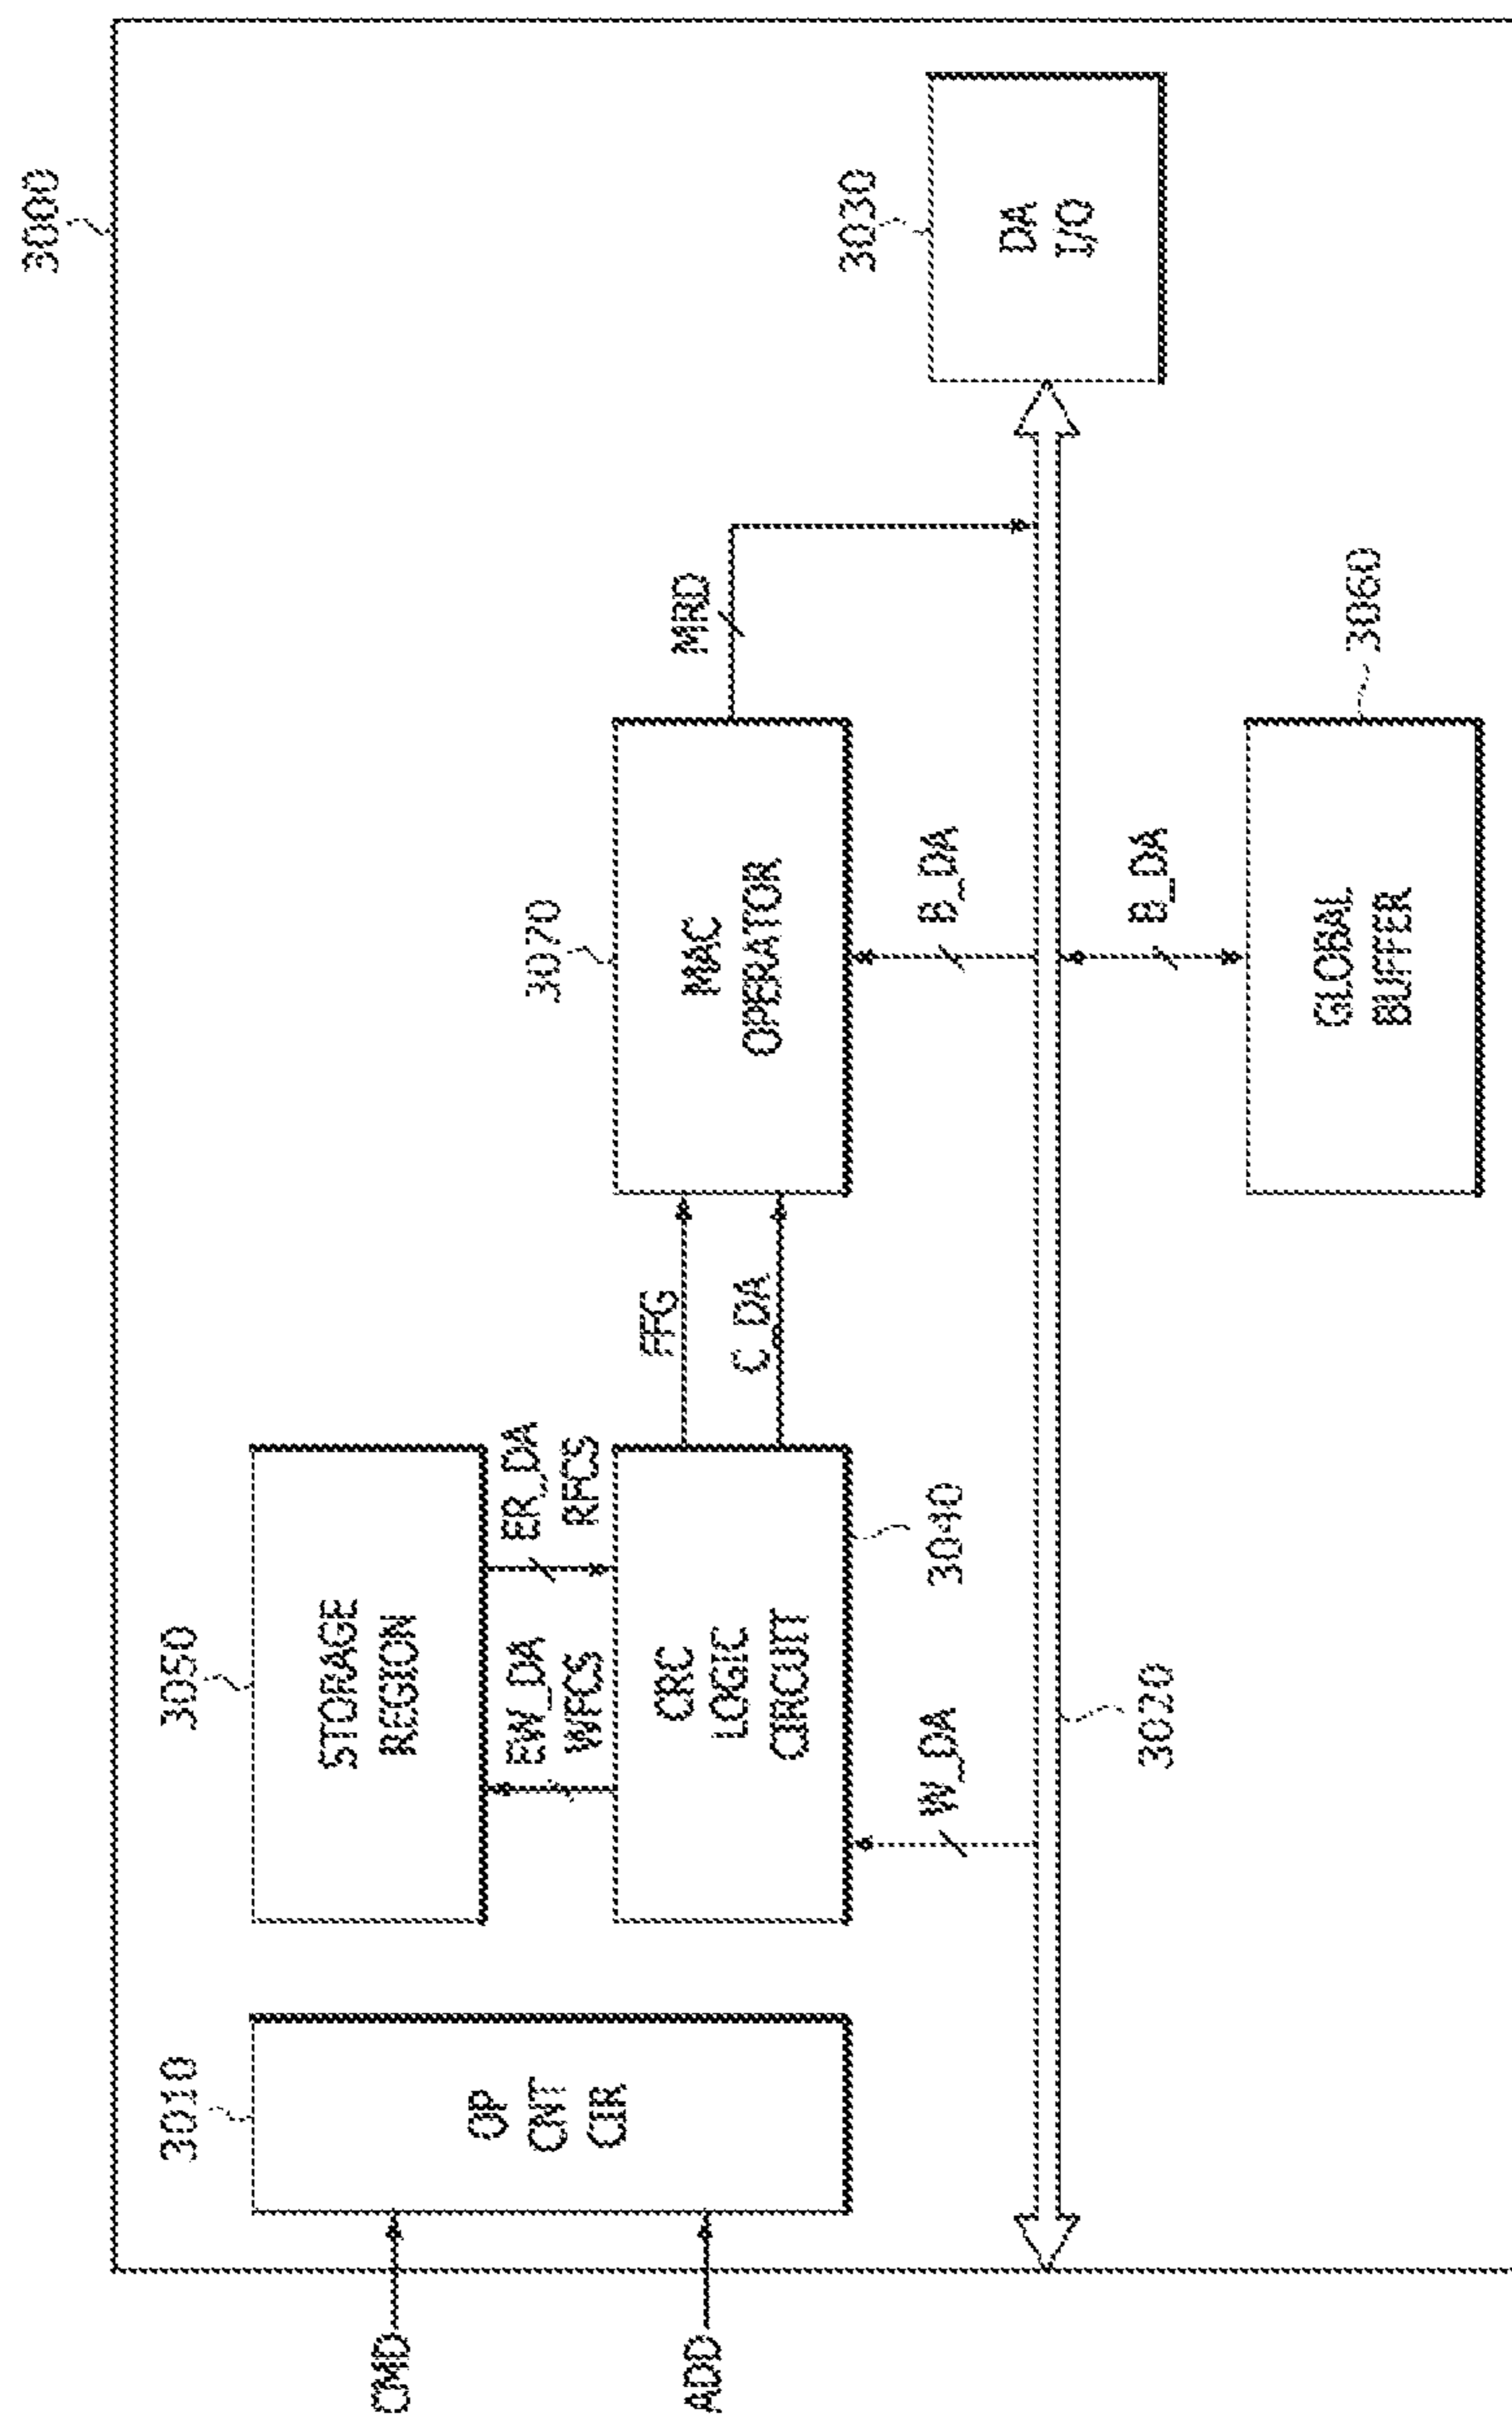 3000
3010
3050
OP
CNT
CIR
STORAGE
REGION
CMD
EW_DA
WFCS
ER_DA
RFCS
3070
CRC
LOGIC
CIRCUIT
FFG
C_DA
MAC
OPERATOR
MRD
ADD
W_DA
3040
B_DA
3030
DA
I/O
3020
B_DA
GLOBAL
BUFFER
3060